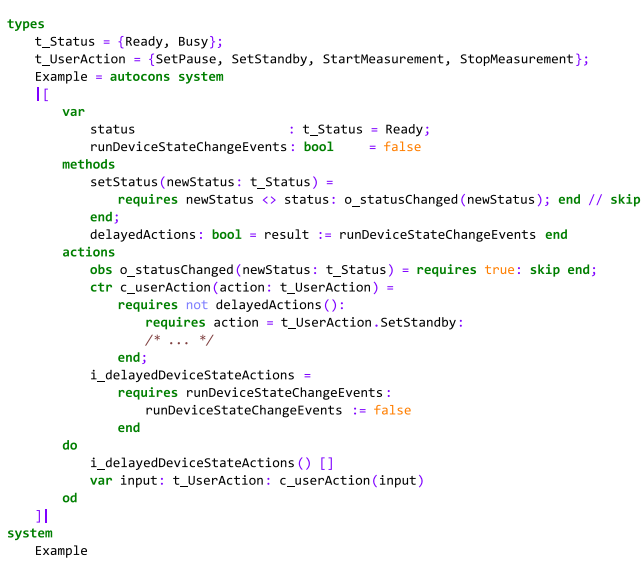 types
    t_Status = {Ready, Busy};
    t_UserAction = {SetPause, SetStandby, StartMeasurement, StopMeasurement};
    Example = autocons system
    |[
        var
            status                      : t_Status = Ready;
            runDeviceStateChangeEvents: bool     = false
        methods
            setStatus(newStatus: t_Status) =
                requires newStatus <> status: o_statusChanged(newStatus); end // skip
            end;
            delayedActions: bool = result := runDeviceStateChangeEvents end
        actions
            obs o_statusChanged(newStatus: t_Status) = requires true: skip end;
            ctr c_userAction(action: t_UserAction) =
                requires not delayedActions():
                    requires action = t_UserAction.SetStandby:
                    /* ... */
                end;
            i_delayedDeviceStateActions =
                requires runDeviceStateChangeEvents:
                    runDeviceStateChangeEvents := false
                end
        do
            i_delayedDeviceStateActions() []
            var input: t_UserAction: c_userAction(input)
        od
    ]|
system
    Example